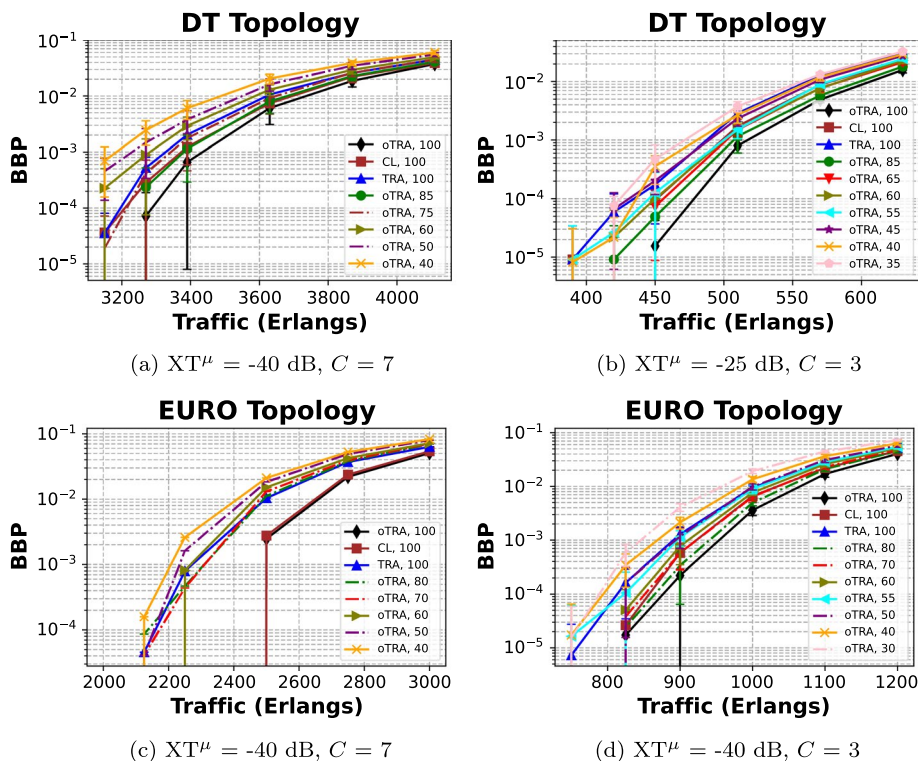 DT Topology
BBP
10⁻¹
10⁻²
10⁻³
10⁻⁴
10⁻⁵
3200 3400 3600 3800 4000
Traffic (Erlangs)
oTRA, 100
CL, 100
TRA, 100
oTRA, 85
oTRA, 75
oTRA, 60
oTRA, 50
oTRA, 40
(a) XTᵘ = -40 dB, C = 7
DT Topology
BBP
10⁻²
10⁻³
10⁻⁴
10⁻⁵
400 450 500 550 600
Traffic (Erlangs)
oTRA, 100
CL, 100
TRA, 100
oTRA, 85
oTRA, 65
oTRA, 60
oTRA, 55
oTRA, 45
oTRA, 40
oTRA, 35
(b) XT^μ = -25 dB, C = 3
EURO Topology
BBP
10⁻¹
10⁻²
10⁻³
10⁻⁴
2000 2200 2400 2600 2800 3000
Traffic (Erlangs)
oTRA, 100
CL, 100
TRA, 100
oTRA, 80
oTRA, 70
oTRA, 60
oTRA, 50
oTRA, 40
(c) XT^μ = -40 dB, C = 7
EURO Topology
BBP
10⁻¹
10⁻²
10⁻³
10⁻⁴
10⁻⁵
800 900 1000 1100 1200
Traffic (Erlangs)
oTRA, 100
CL, 100
TRA, 100
oTRA, 80
oTRA, 70
oTRA, 60
oTRA, 55
oTRA, 50
oTRA, 40
oTRA, 30
(d) XT^μ = -40 dB, C = 3